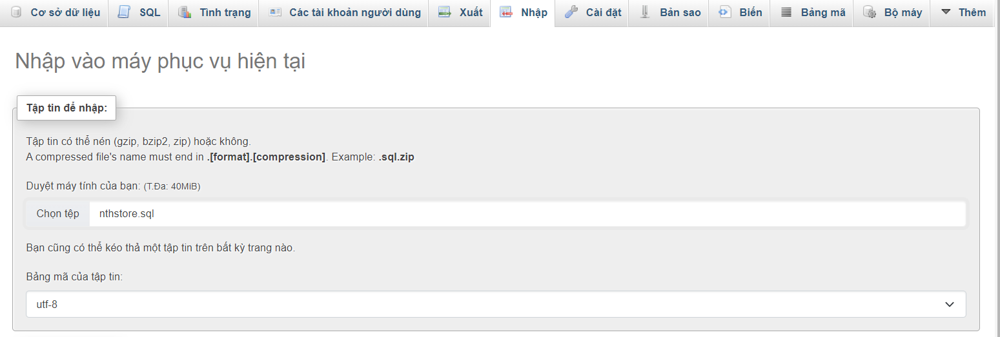 Cơ sở dữ liệu SQL Tình trạng Các tài khoản người dùng Xuất Nhập Cài đặt Bản sao Biến Bảng mã Bộ máy Thêm
Nhập vào máy phục vụ hiện tại
Tập tin để nhập:
Tập tin có thể nén (gzip, bzip2, zip) hoặc không.
A compressed file's name must end in .[format].[compression]. Example: .sql.zip
Duyệt máy tính của bạn: (T.Đa: 40MiB)
Chọn tệp nthstore.sql
Bạn cũng có thể kéo thả một tập tin trên bất kỳ trang nào.
Bảng mã của tập tin:
utf-8